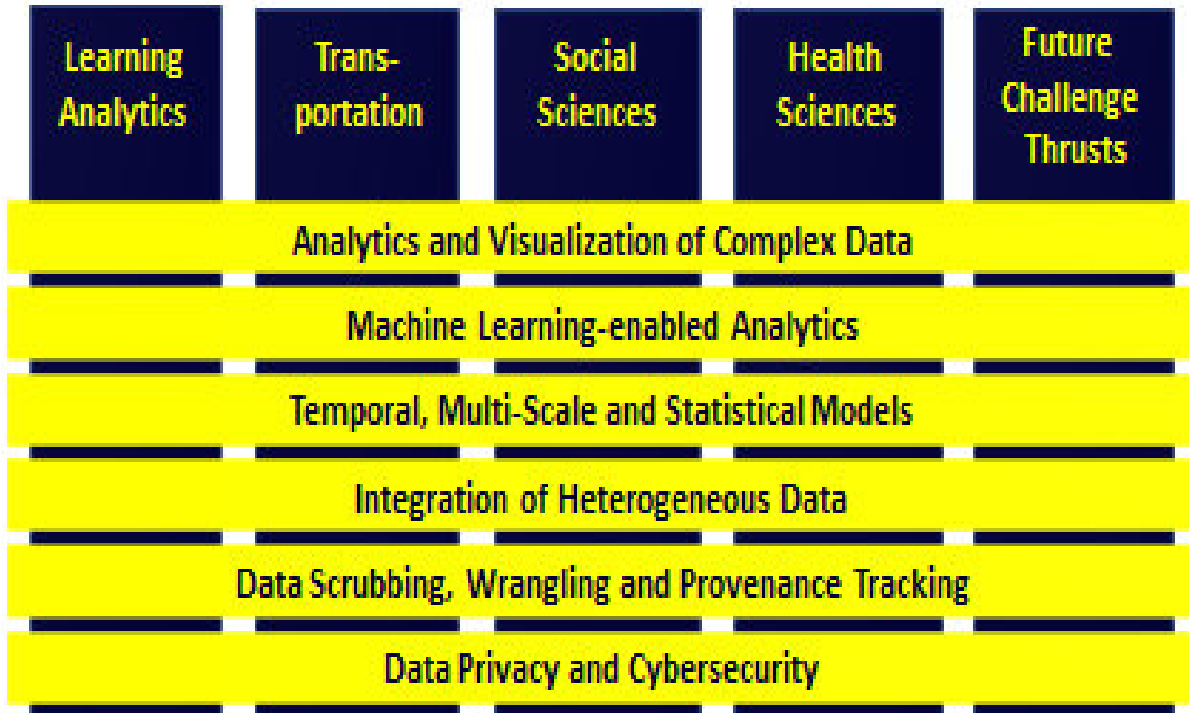 Learning
Analytics
Trans-
portation
Social
Sciences
Health
Sciences
Future
Challenge
Thrusts
Analytics and Visualization of Complex Data
Machine Learning-enabled Analytics
Temporal, Multi-Scale and Statistical Models
Integration of Heterogeneous Data
Data Scrubbing, Wrangling and Provenance Tracking
Data Privacy and Cybersecurity